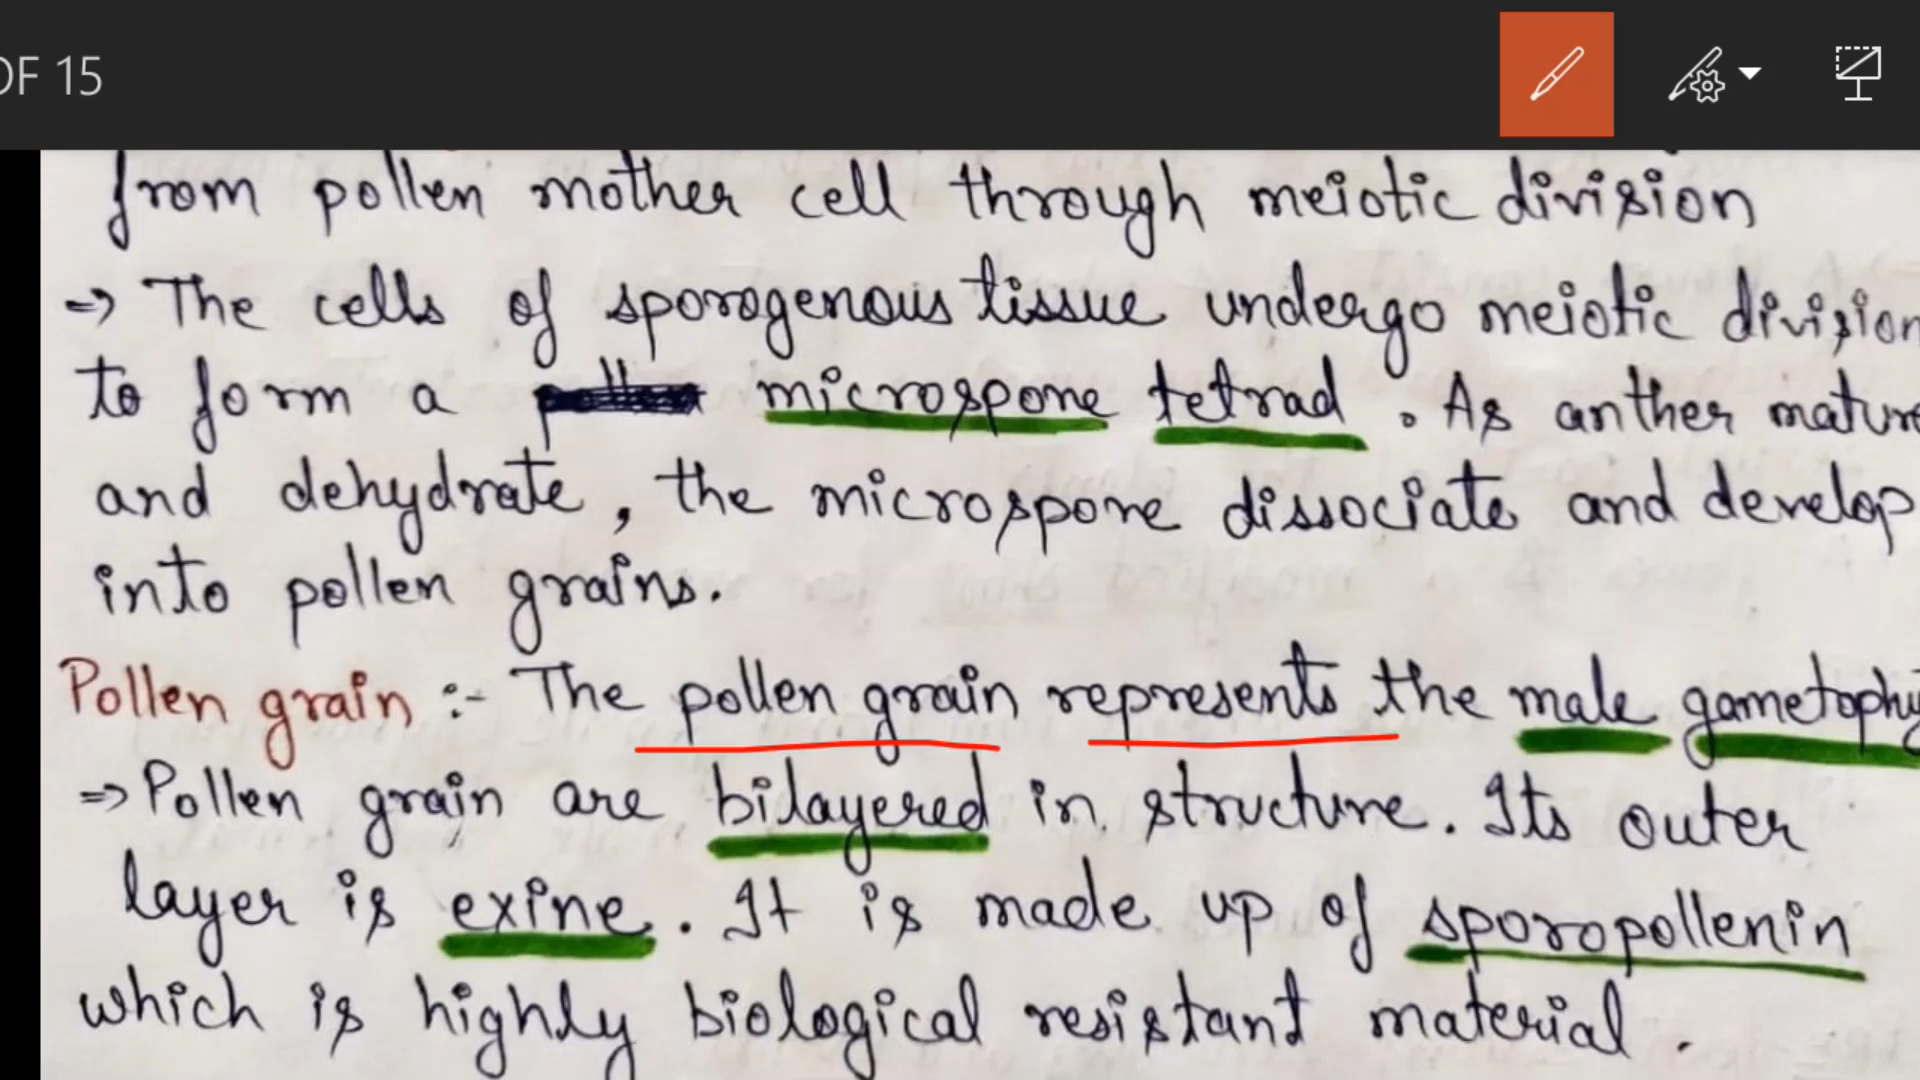 OF 15
from pollen mother cell through meiotic division
=> The cells of sporogenous tissue undergo meiotic division
to form a microspore tetrad. As anther mature
and dehydrate, the microspore dissociate and develop
into pollen grains.
Pollen grain :- The pollen grain represents the male gametophy
=> Pollen grain are bilayered in structure. Its outer
layer is exine. It is made up of sporopollenin
which is highly biological resistant material.